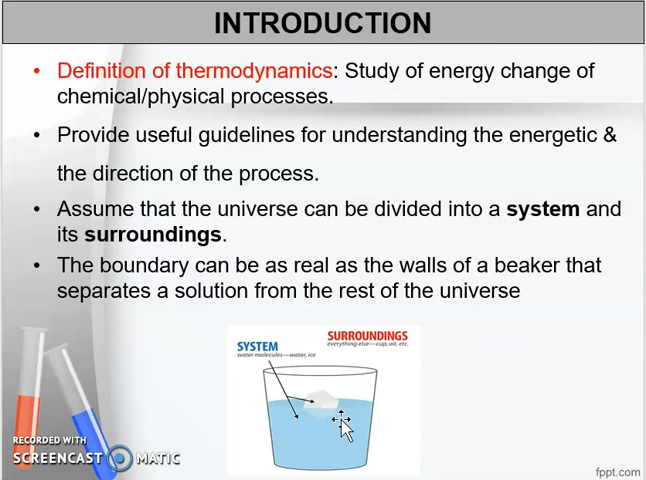 INTRODUCTION
• Definition of thermodynamics: Study of energy change of
chemical/physical processes.
• Provide useful guidelines for understanding the energetic &
the direction of the process.
• Assume that the universe can be divided into a system and
its surroundings.
• The boundary can be as real as the walls of a beaker that
separates a solution from the rest of the universe
SURROUNDINGS
everything else—cup, air, etc.
SYSTEM
water molecules—water, ice
RECORDED WITH
SCREENCAST MATIC
fppt.com